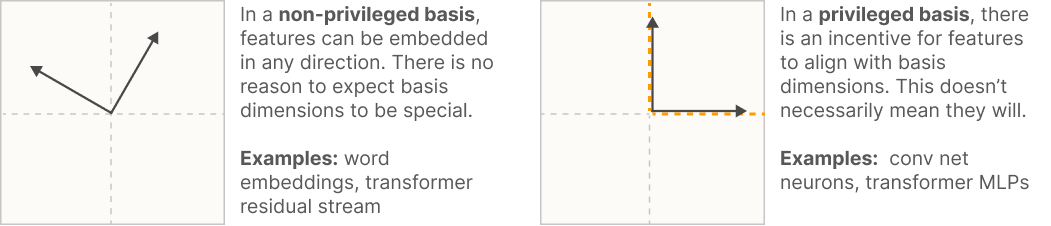 In a non-privileged basis,
features can be embedded
in any direction. There is no
reason to expect basis
dimensions to be special.
Examples: word
embeddings, transformer
residual stream
In a privileged basis, there
is an incentive for features
to align with basis
dimensions. This doesn’t
necessarily mean they will.
Examples:  conv net
neurons, transformer MLPs